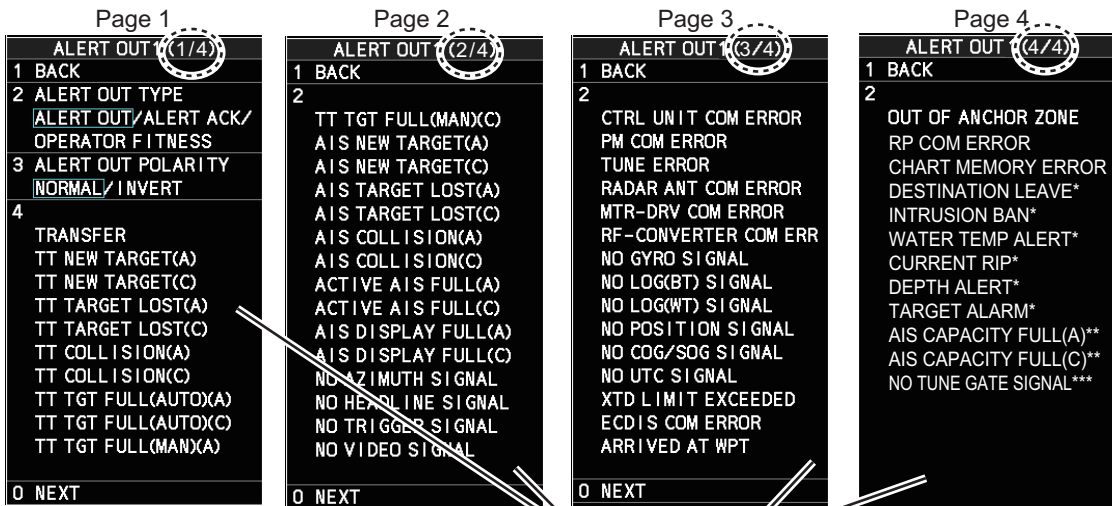 Page 1
ALERT OUT1 (1/4)
1 BACK
2 ALERT OUT TYPE
ALERT OUT/ALERT ACK/
OPERATOR FITNESS
3 ALERT OUT POLARITY
NORMAL/INVERT
4
TRANSFER
TT NEW TARGET(A)
TT NEW TARGET(C)
TT TARGET LOST(A)
TT TARGET LOST(C)
TT COLLISION(A)
TT COLLISION(C)
TT TGT FULL(AUTO)(A)
TT TGT FULL(AUTO)(C)
TT TGT FULL(MAN)(A)
0 NEXT
Page 2
ALERT OUT1 (2/4)
1 BACK
2
TT TGT FULL(MAN)(C)
AIS NEW TARGET(A)
AIS NEW TARGET(C)
AIS TARGET LOST(A)
AIS TARGET LOST(C)
AIS COLLISION(A)
AIS COLLISION(C)
ACTIVE AIS FULL(A)
ACTIVE AIS FULL(C)
AIS DISPLAY FULL(A)
AIS DISPLAY FULL(C)
NO AZIMUTH SIGNAL
NO HEADLINE SIGNAL
NO TRIGGER SIGNAL
NO VIDEO SIGNAL
0 NEXT
Page 3
ALERT OUT1 (3/4)
1 BACK
2
CTRL UNIT COM ERROR
PM COM ERROR
TUNE ERROR
RADAR ANT COM ERROR
MTR-DRV COM ERROR
RF-CONVERTER COM ERR
NO GYRO SIGNAL
NO LOG(BT) SIGNAL
NO LOG(WT) SIGNAL
NO POSITION SIGNAL
NO COG/SOG SIGNAL
NO UTC SIGNAL
XTD LIMIT EXCEEDED
ECDIS COM ERROR
ARRIVED AT WPT
0 NEXT
Page 4
ALERT OUT 1 (4/4)
1 BACK
2
OUT OF ANCHOR ZONE
RP COM ERROR
CHART MEMORY ERROR
DESTINATION LEAVE*
INTRUSION BAN*
WATER TEMP ALERT*
CURRENT RIP*
DEPTH ALERT*
TARGET ALARM*
AIS CAPACITY FULL(A)**
AIS CAPACITY FULL(C)**
NO TUNE GATE SIGNAL***